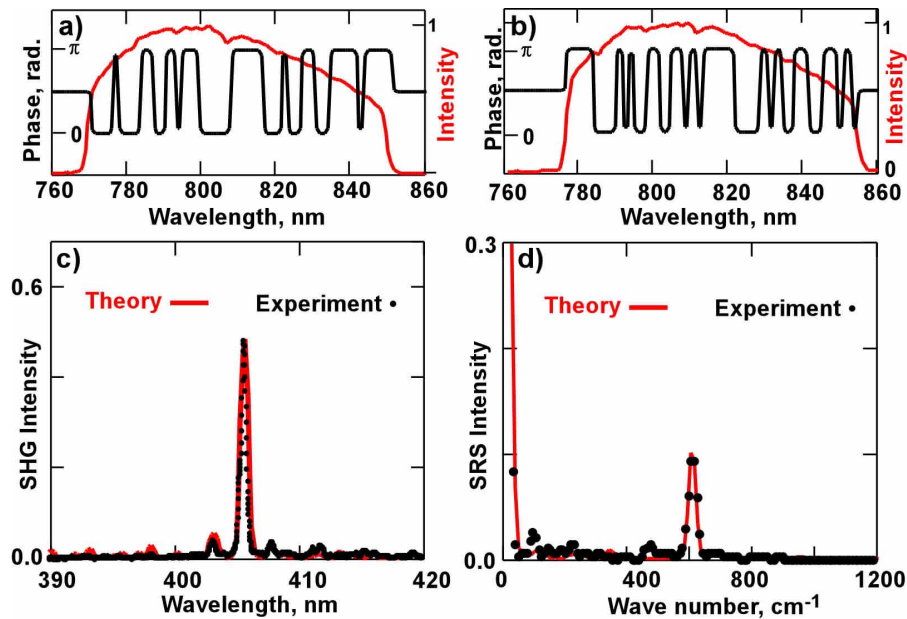 a)
Phase, rad.
π
0
1
0
Intensity
760 780 800 820 840 860
Wavelength, nm
b)
Phase, rad.
π
0
1
0
Intensity
760 780 800 820 840 860
Wavelength, nm
c)
0.6
Theory
Experiment
SHG Intensity
0.0
390 400 410 420
Wavelength, nm
d)
0.3
Theory
Experiment
SRS Intensity
0.0
0 400 800 1200
Wave number, cm⁻¹